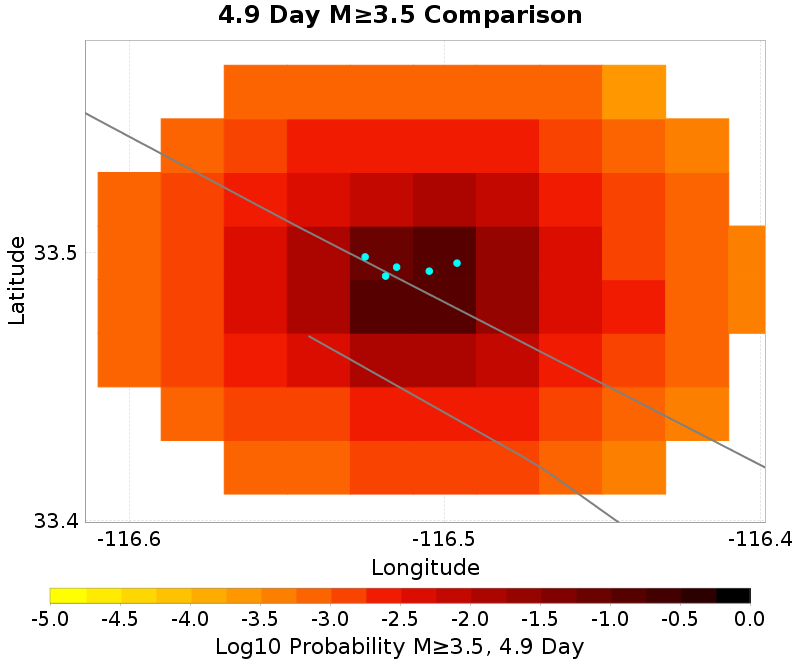 4.9 Day M≥3.5 Comparison
Latitude
33.5
33.4
-116.6 -116.5 -116.4
Longitude
-5.0 -4.5 -4.0 -3.5 -3.0 -2.5 -2.0 -1.5 -1.0 -0.5 0.0
Log10 Probability M≥3.5, 4.9 Day